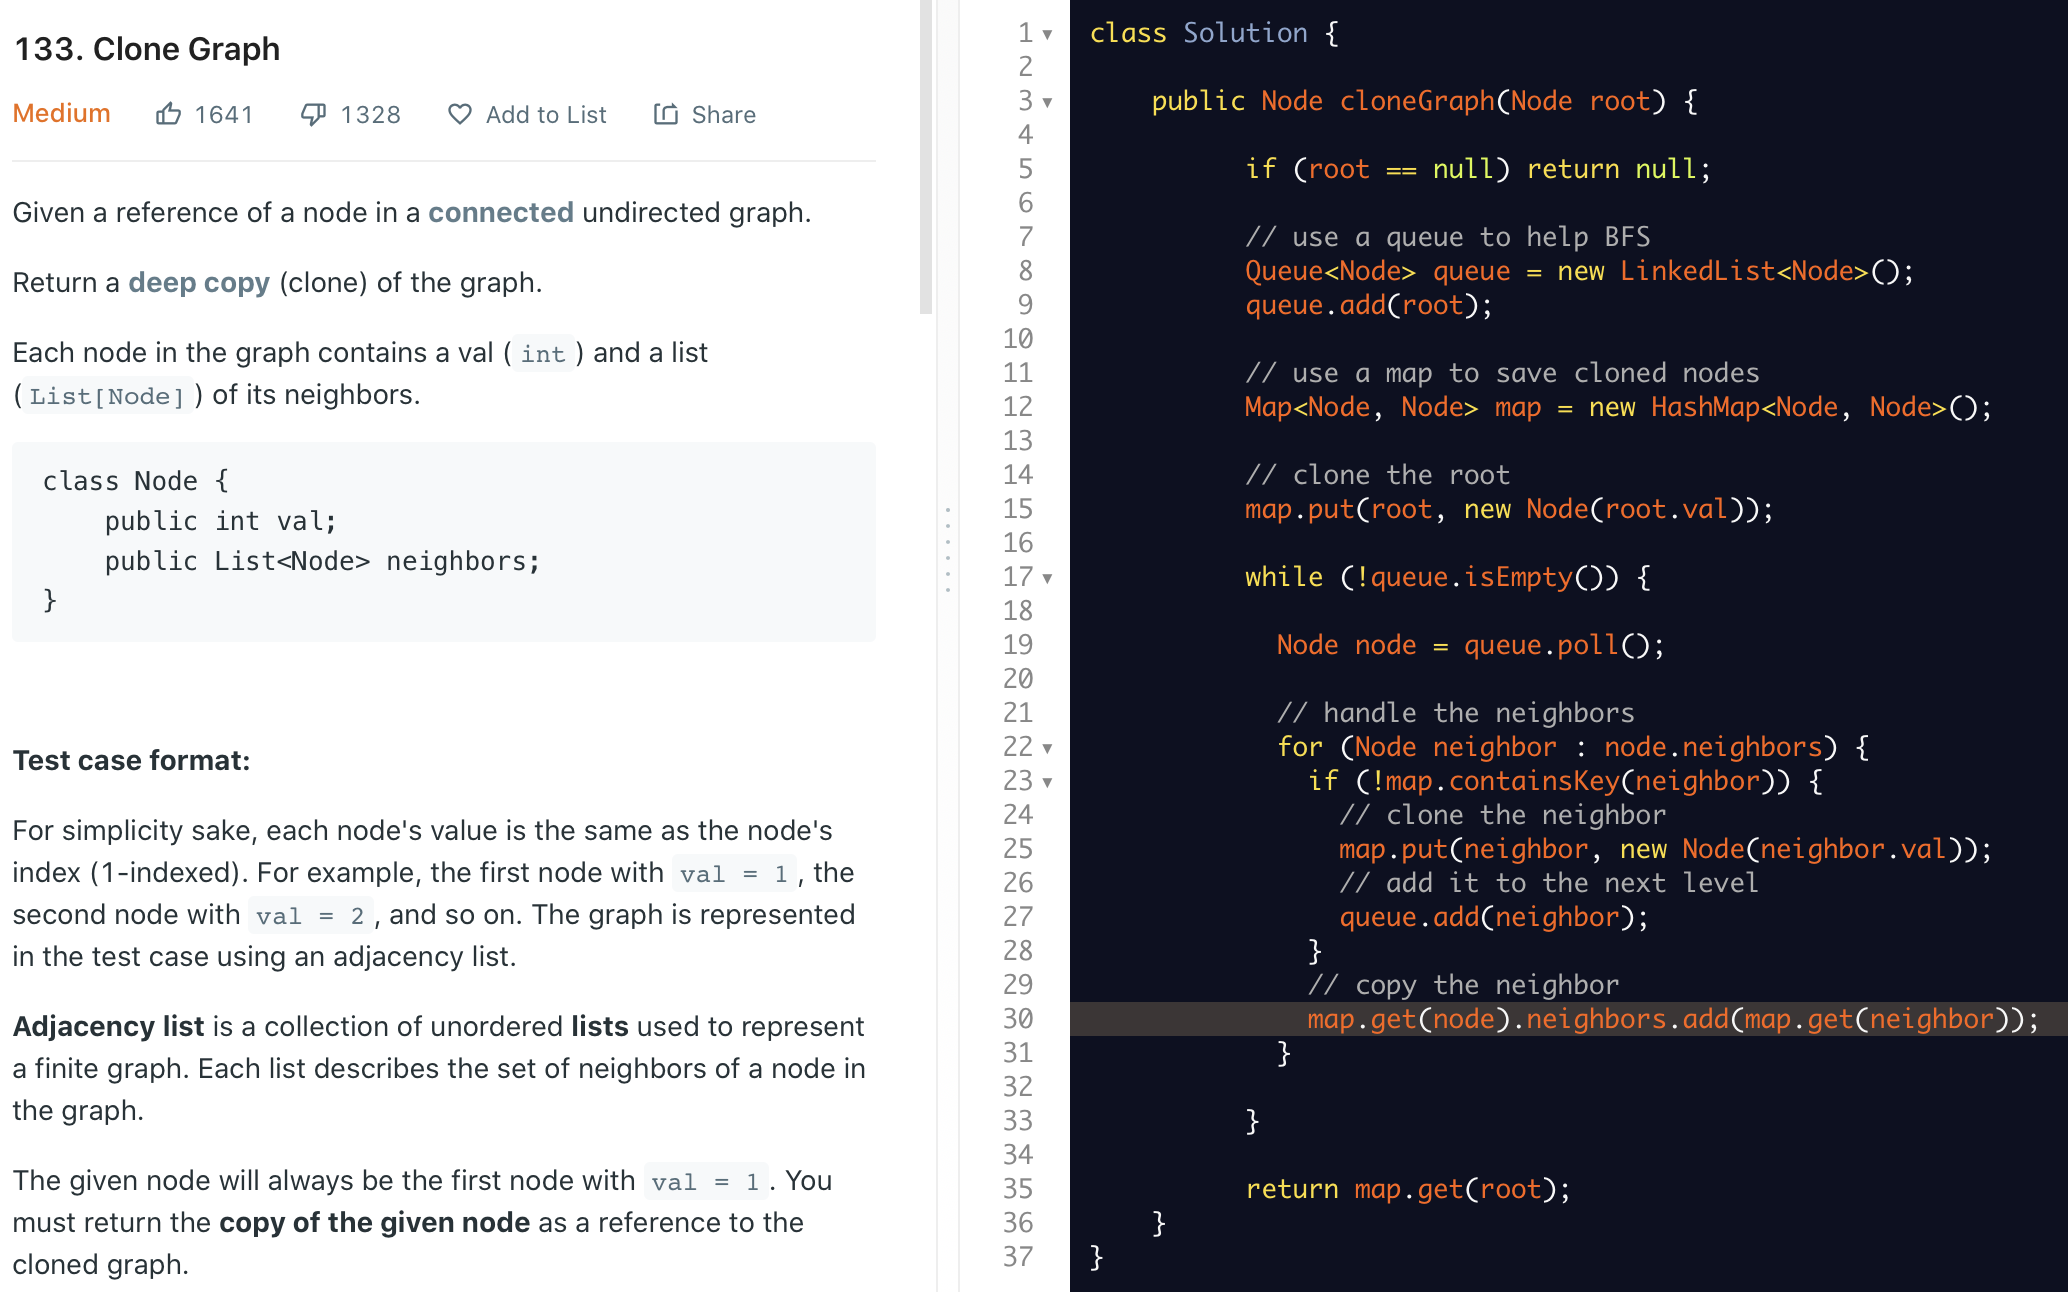 133. Clone Graph
Medium 1641 1328 Add to List Share
Given a reference of a node in a connected undirected graph.
Return a deep copy (clone) of the graph.
Each node in the graph contains a val ( int ) and a list
( List[Node] ) of its neighbors.
class Node {
    public int val;
    public List<Node> neighbors;
}
Test case format:
For simplicity sake, each node's value is the same as the node's
index (1-indexed). For example, the first node with val = 1 , the
second node with val = 2 , and so on. The graph is represented
in the test case using an adjacency list.
Adjacency list is a collection of unordered lists used to represent
a finite graph. Each list describes the set of neighbors of a node in
the graph.
The given node will always be the first node with val = 1 . You
must return the copy of the given node as a reference to the
cloned graph.
1 class Solution {
2
3     public Node cloneGraph(Node root) {
4
5           if (root == null) return null;
6
7           // use a queue to help BFS
8           Queue<Node> queue = new LinkedList<Node>();
9           queue.add(root);
10
11           // use a map to save cloned nodes
12           Map<Node, Node> map = new HashMap<Node, Node>();
13
14           // clone the root
15           map.put(root, new Node(root.val));
16
17           while (!queue.isEmpty()) {
18
19             Node node = queue.poll();
20
21             // handle the neighbors
22             for (Node neighbor : node.neighbors) {
23               if (!map.containsKey(neighbor)) {
24                 // clone the neighbor
25                 map.put(neighbor, new Node(neighbor.val));
26                 // add it to the next level
27                 queue.add(neighbor);
28               }
29               // copy the neighbor
30               map.get(node).neighbors.add(map.get(neighbor));
31             }
32
33           }
34
35           return map.get(root);
36     }
37 }